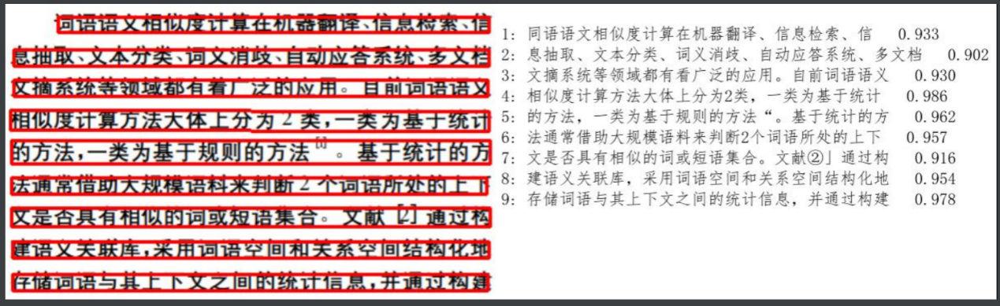 词语语义相似度计算在机器翻译、信息检索、信
息抽取、文本分类、词义消歧、自动应答系统、多文档
文摘系统等领域都有着广泛的应用。目前词语语义
相似度计算方法大体上分为 2 类,一类为基于统计
的方法,一类为基于规则的方法[1]。基于统计的方
法通常借助大规模语料来判断 2 个词语所处的上下
文是否具有相似的词或短语集合。文献[2]通过构
建语义关联库,采用词语空间和关系空间结构化地
存储词语与其上下文之间的统计信息,并通过构建
1: 同语语文相似度计算在机器翻译、信息检索、信 0.933
2: 息抽取、文本分类、词义消歧、自动应答系统、多文档 0.902
3: 文摘系统等领域都有看广泛的应用。自前词语语义 0.930
4: 相似度计算方法大体上分为2类，一类为基于统计 0.986
5: 的方法，一类为基于规则的方法“。基于统计的方 0.962
6: 法通常借助大规模语料来判断2个词语所处的上下 0.957
7: 文是否具有相似的词或短语集合。文献②」通过构 0.916
8: 建语义关联库，采用词语空间和关系空间结构化地 0.954
9: 存储词语与其上下文之间的统计信息，并通过构建 0.978